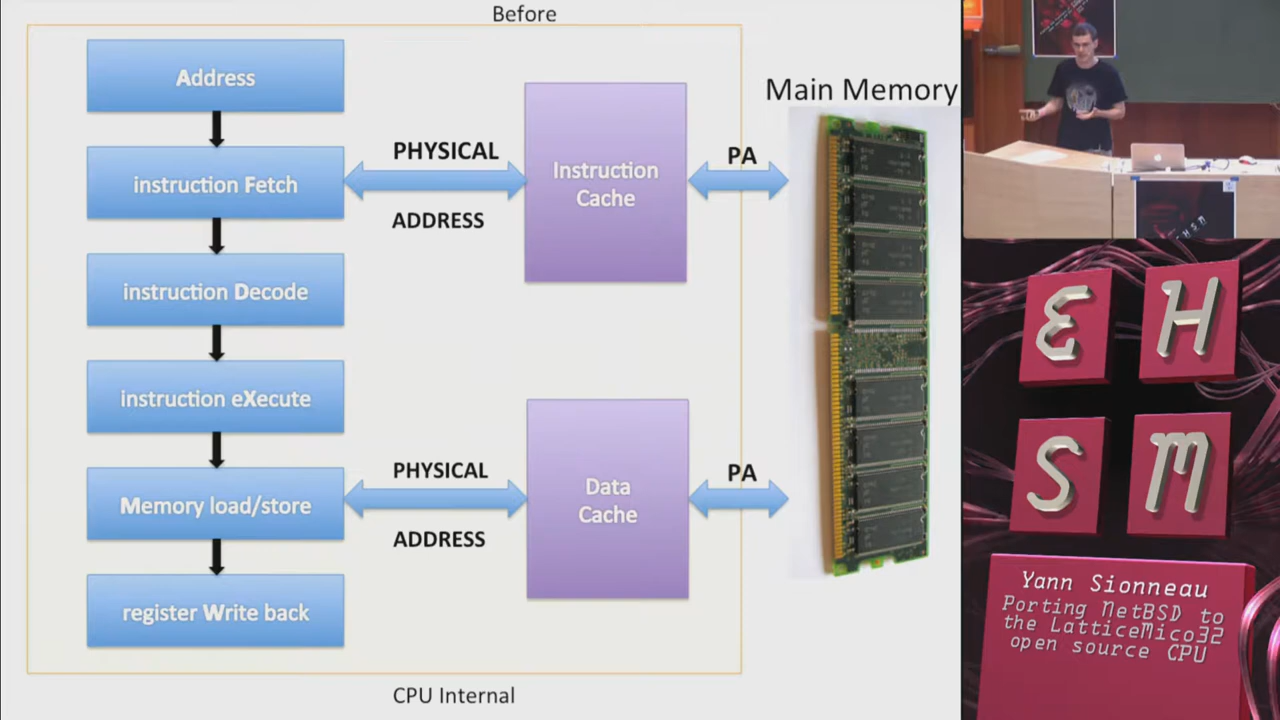 Before
Address
instruction Fetch
instruction Decode
instruction eXecute
Memory load/store
register Write back
PHYSICAL
ADDRESS
Instruction
Cache
PA
Main Memory
PHYSICAL
ADDRESS
Data
Cache
PA
CPU Internal
E H
S M
Yann Sionneau
Porting NetBSD to
the LatticeMico32
open source CPU